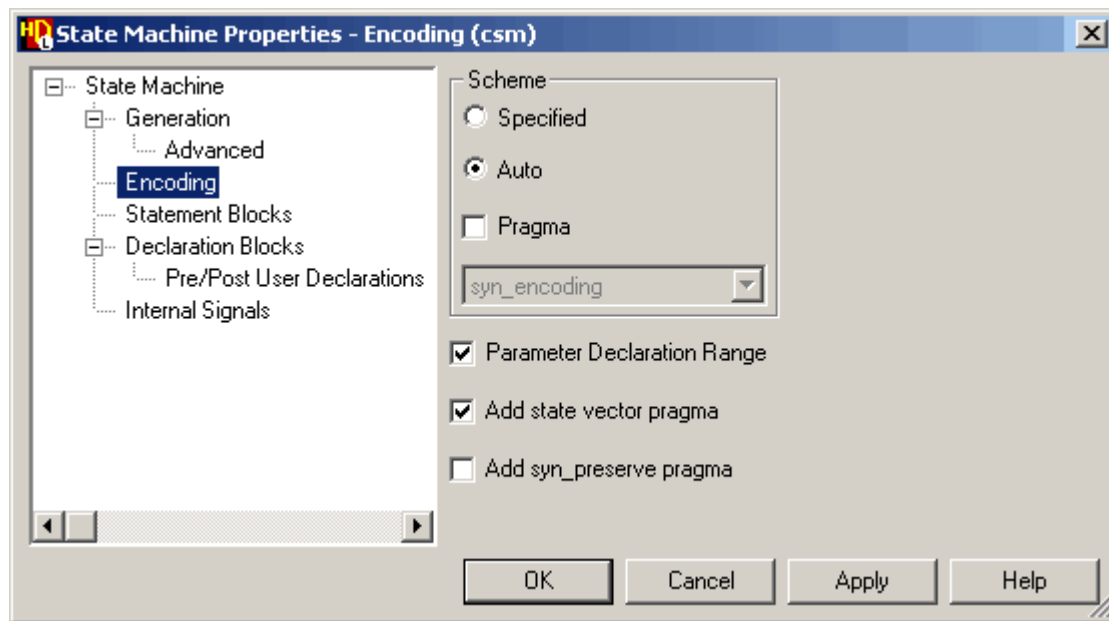 HD L State Machine Properties - Encoding (csm)
State Machine
Generation
Advanced
Encoding
Statement Blocks
Declaration Blocks
Pre/Post User Declarations
Internal Signals
Scheme
Specified
Auto
Pragma
syn_encoding
Parameter Declaration Range
Add state vector pragma
Add syn_preserve pragma
OK Cancel Apply Help